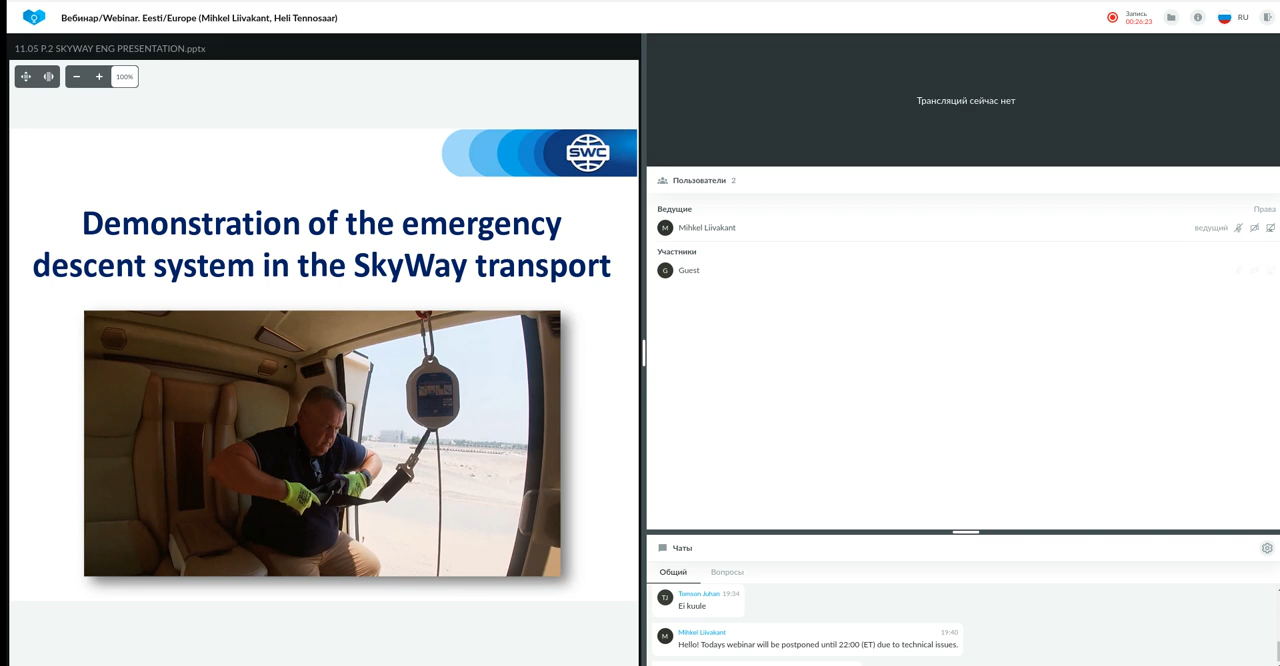 Вебинар/Webinar. Eesti/Europe (Mihkel Liivakant, Heli Tennosaar)
Запись
00:26:23
RU
11.05 P.2 SKYWAY ENG PRESENTATION.pptx
100%
SWC
Demonstration of the emergency
descent system in the SkyWay transport
Трансляций сейчас нет
Пользователи 2
Ведущие
Права
M Mihkel Liivakant
ведущий
Участники
G Guest
Чаты
Общий Вопросы
TJ Tomson Juhan 19:34
Ei kuule
M Mihkel Liivakant 19:40
Hello! Todays webinar will be postponed until 22:00 (ET) due to technical issues.